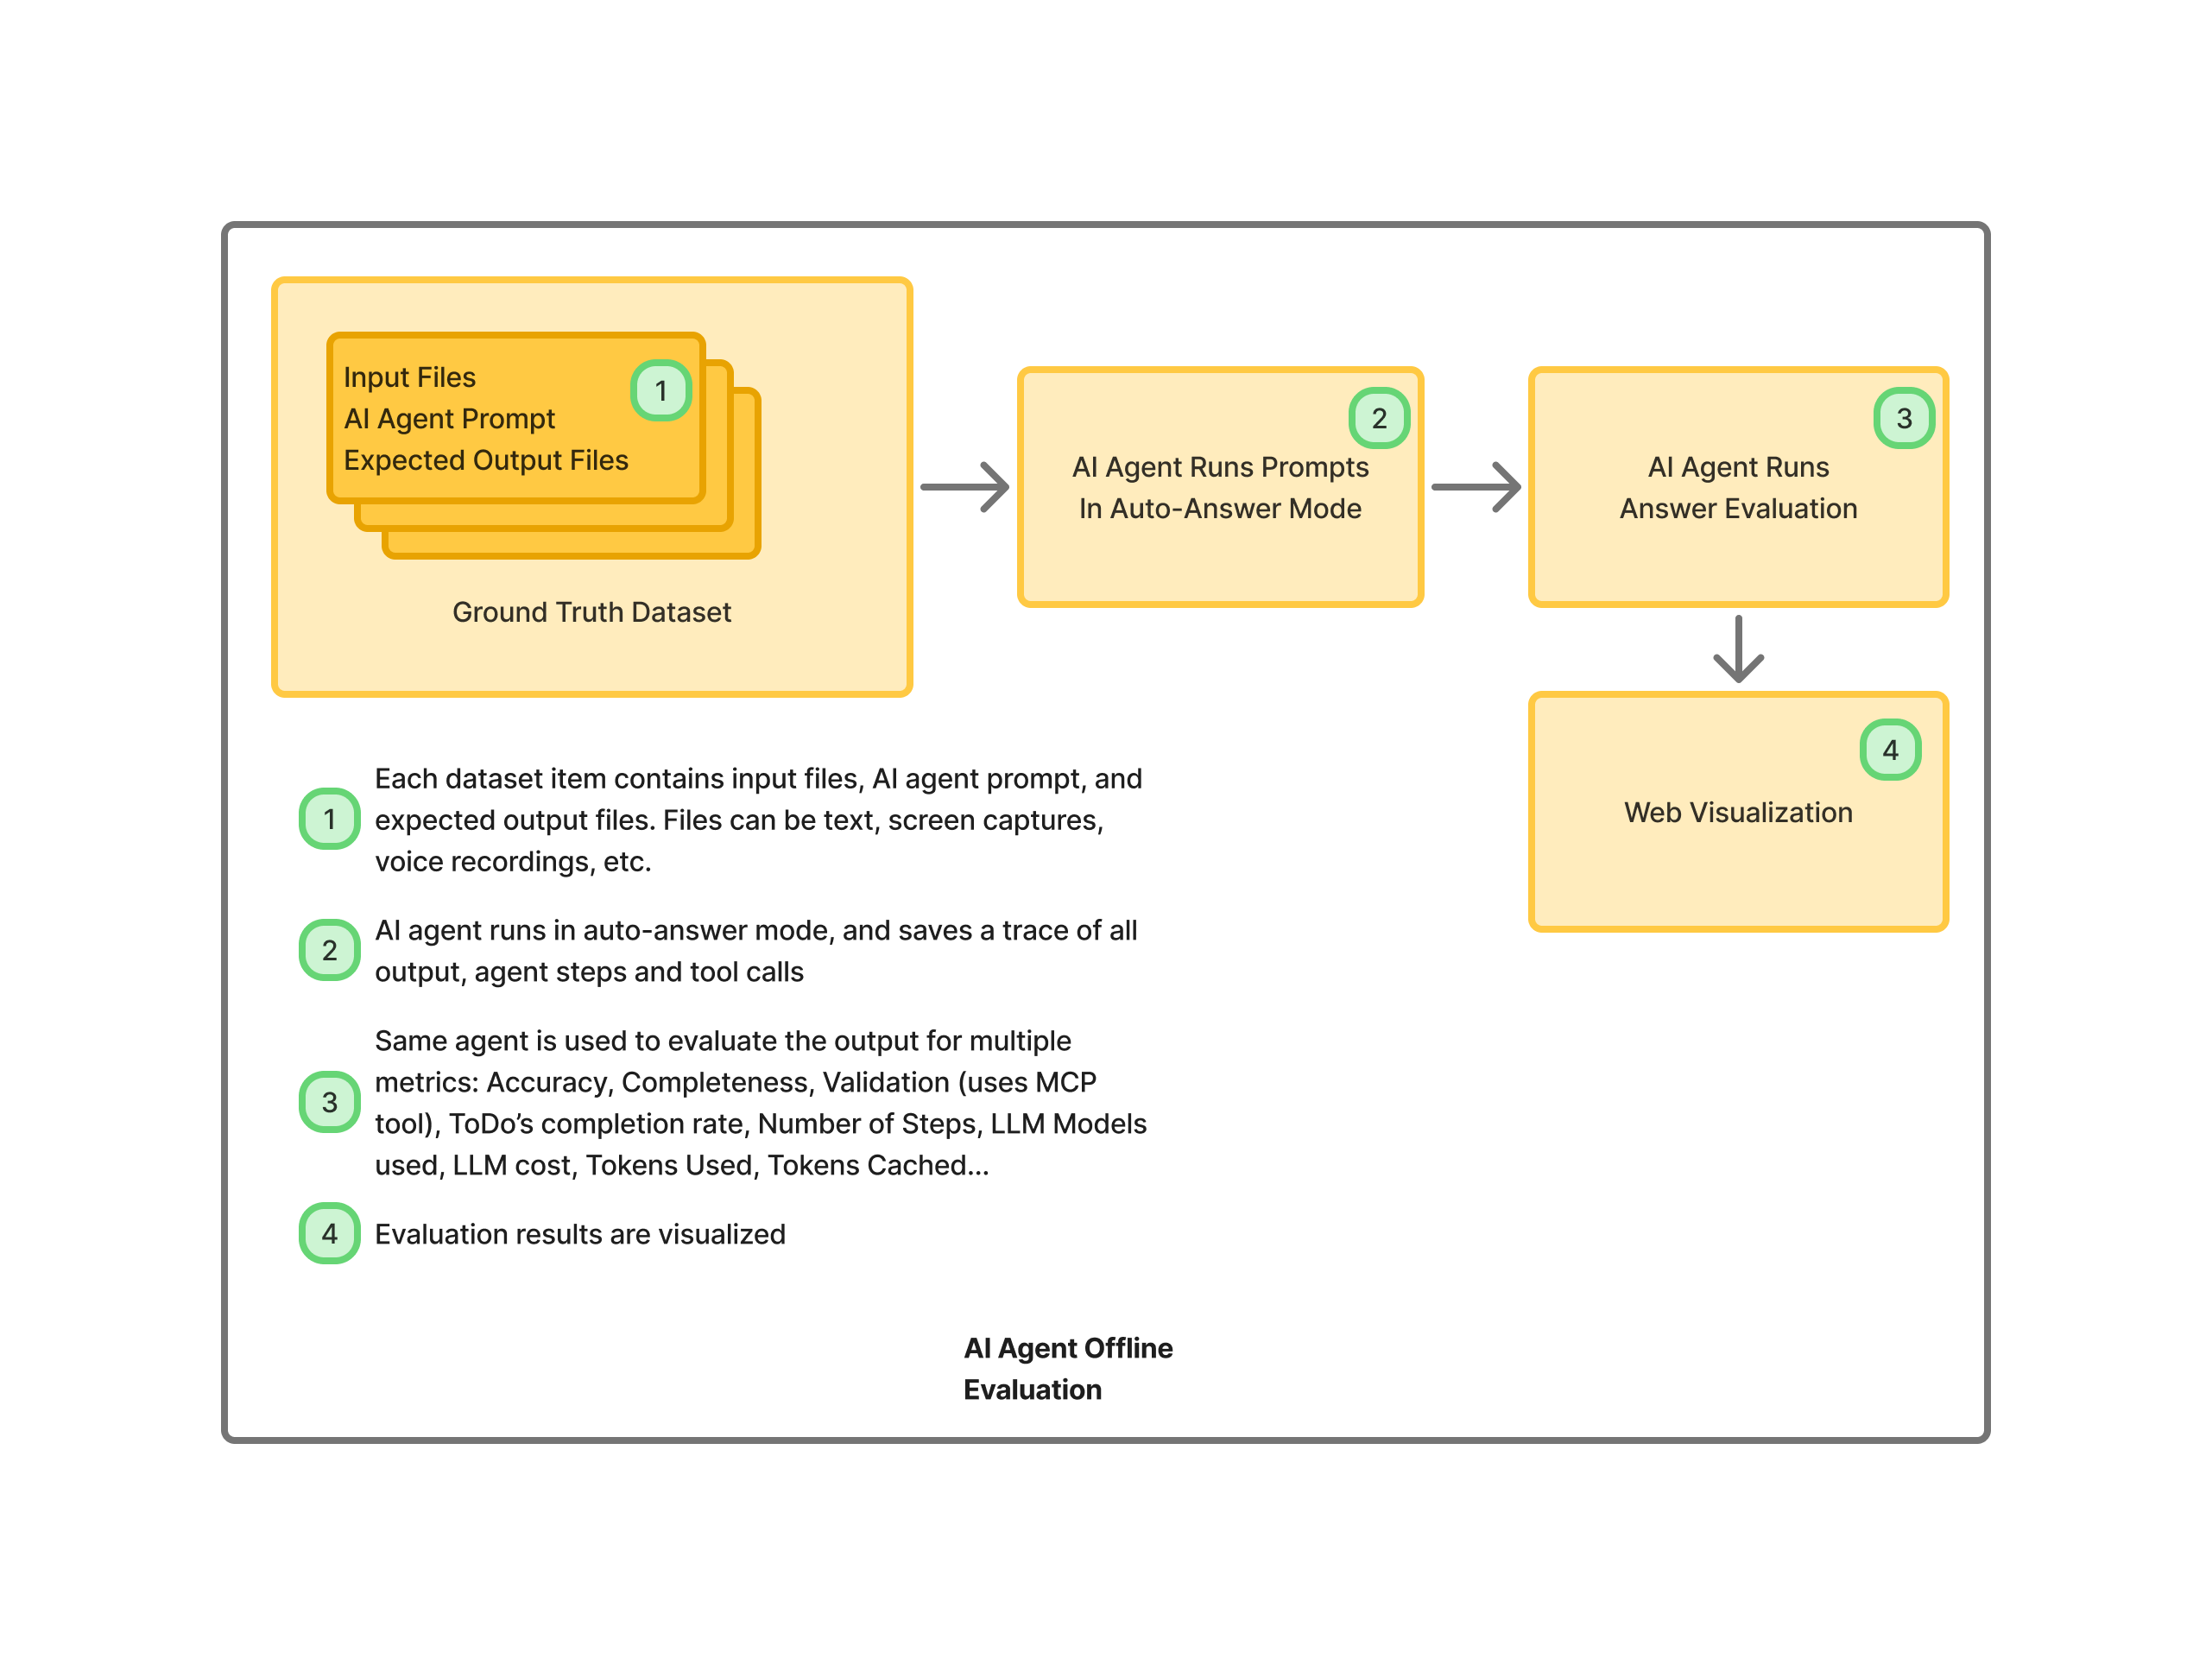 Input Files
AI Agent Prompt
Expected Output Files
1
Ground Truth Dataset
2
AI Agent Runs Prompts
In Auto-Answer Mode
3
AI Agent Runs
Answer Evaluation
4
Web Visualization
1
Each dataset item contains input files, AI agent prompt, and
expected output files. Files can be text, screen captures,
voice recordings, etc.
2
AI agent runs in auto-answer mode, and saves a trace of all
output, agent steps and tool calls
3
Same agent is used to evaluate the output for multiple
metrics: Accuracy, Completeness, Validation (uses MCP
tool), ToDo’s completion rate, Number of Steps, LLM Models
used, LLM cost, Tokens Used, Tokens Cached...
4
Evaluation results are visualized
AI Agent Offline
Evaluation